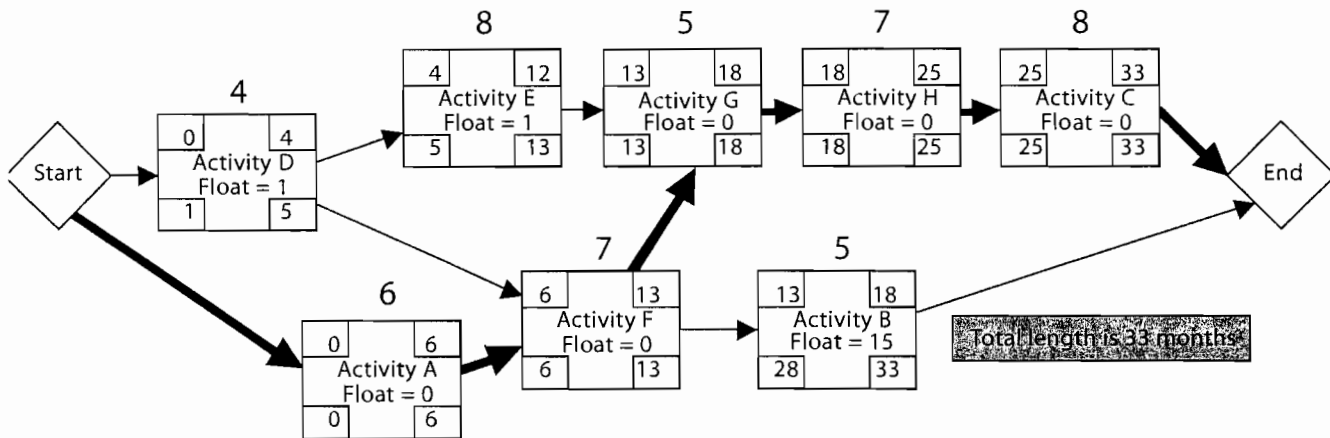 Start
4
0 4
Activity D
Float = 1
1 5
8
4 12
Activity E
Float = 1
5 13
5
13 18
Activity G
Float = 0
13 18
7
18 25
Activity H
Float = 0
18 25
8
25 33
Activity C
Float = 0
25 33
End
6
0 6
Activity A
Float = 0
0 6
7
6 13
Activity F
Float = 0
6 13
5
13 18
Activity B
Float = 15
28 33
Total length is 33 months